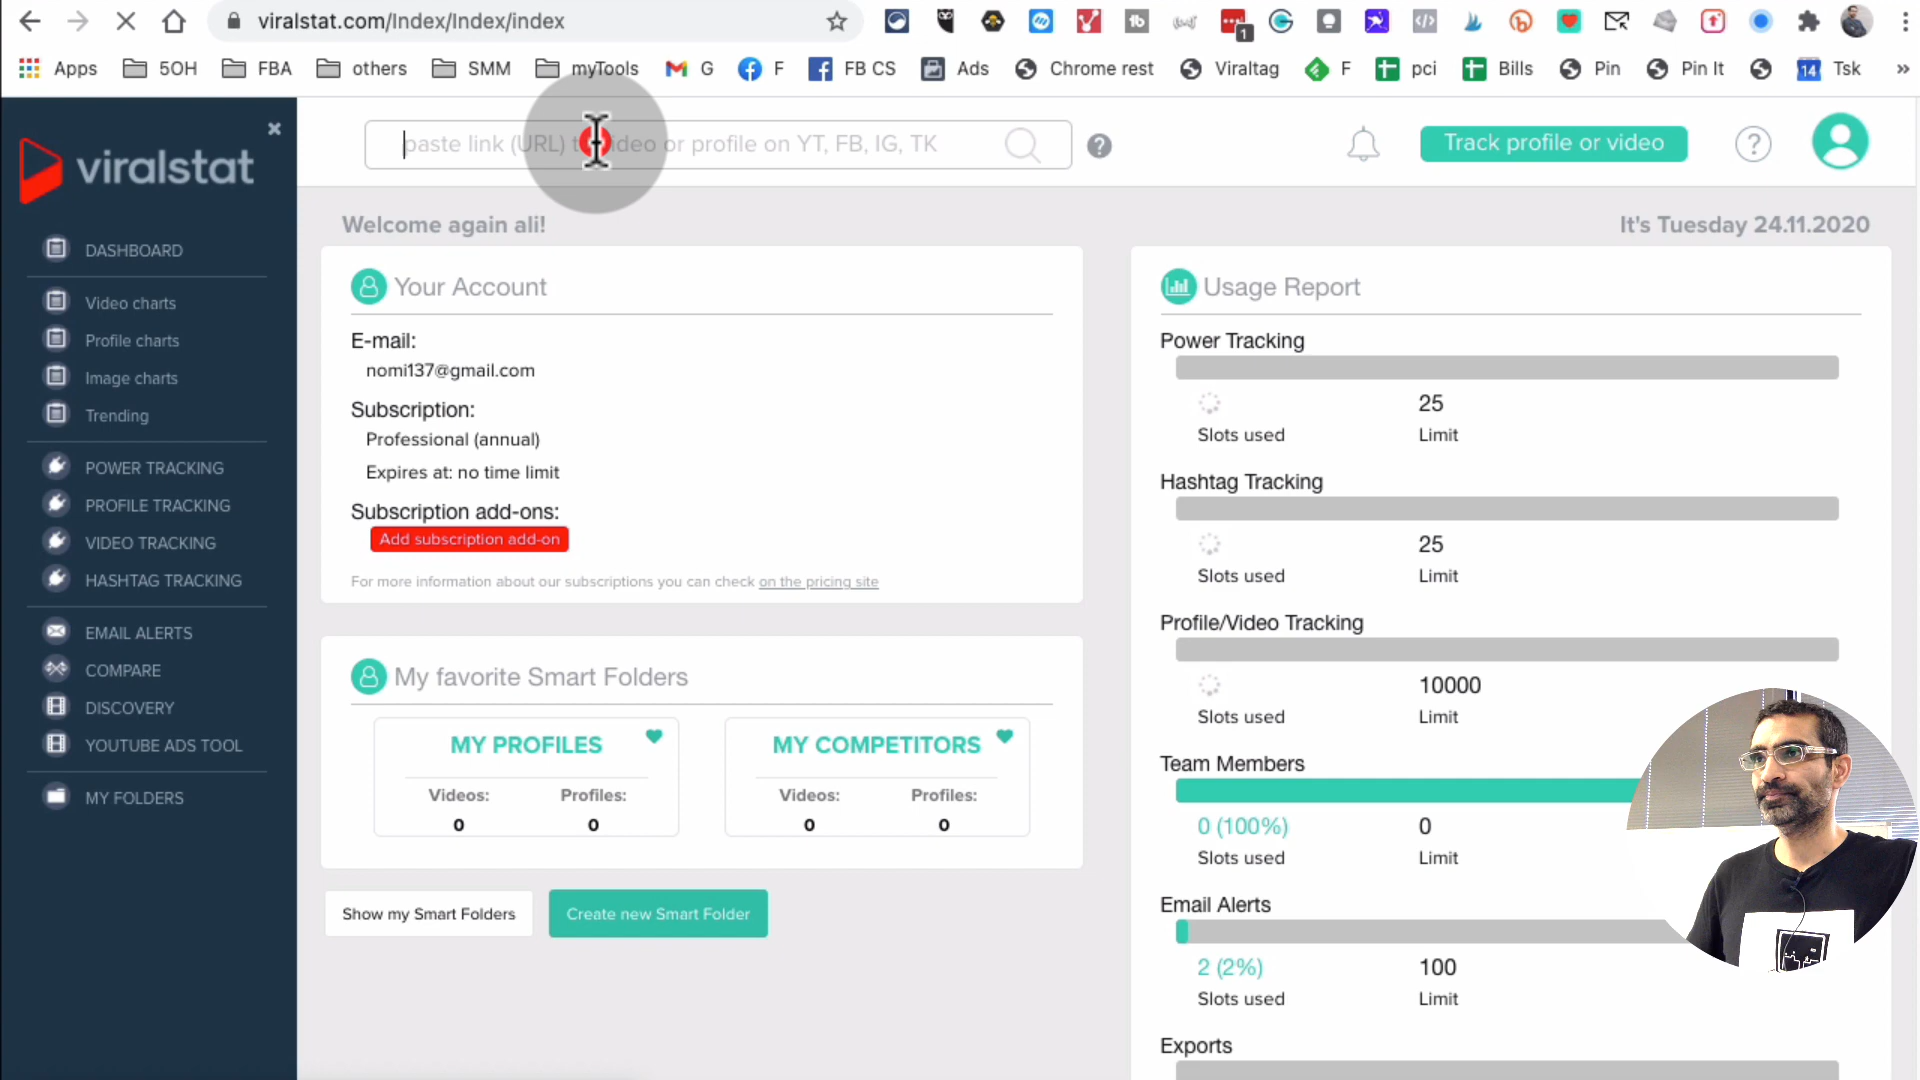 viralstat.com/Index/Index/index
1
Apps
5OH
FBA
others
SMM
myTools
G
F
FB CS
Ads
Chrome rest
Viraltag
F
pci
Bills
Pin
Pin It
14
Tsk
»
viralstat
DASHBOARD
Video charts
Profile charts
Image charts
Trending
POWER TRACKING
PROFILE TRACKING
VIDEO TRACKING
HASHTAG TRACKING
EMAIL ALERTS
COMPARE
DISCOVERY
YOUTUBE ADS TOOL
MY FOLDERS
paste link (URL) to video or profile on YT, FB, IG, TK
Track profile or video
Welcome again ali!
It's Tuesday 24.11.2020
Your Account
E-mail:
nomi137@gmail.com
Subscription:
Professional (annual)
Expires at: no time limit
Subscription add-ons:
Add subscription add-on
For more information about our subscriptions you can check on the pricing site
My favorite Smart Folders
MY PROFILES
Videos: Profiles:
0 0
MY COMPETITORS
Videos: Profiles:
0 0
Show my Smart Folders
Create new Smart Folder
Usage Report
Power Tracking
25
Slots used Limit
Hashtag Tracking
25
Slots used Limit
Profile/Video Tracking
10000
Slots used Limit
Team Members
0 (100%) 0
Slots used Limit
Email Alerts
2 (2%) 100
Slots used Limit
Exports